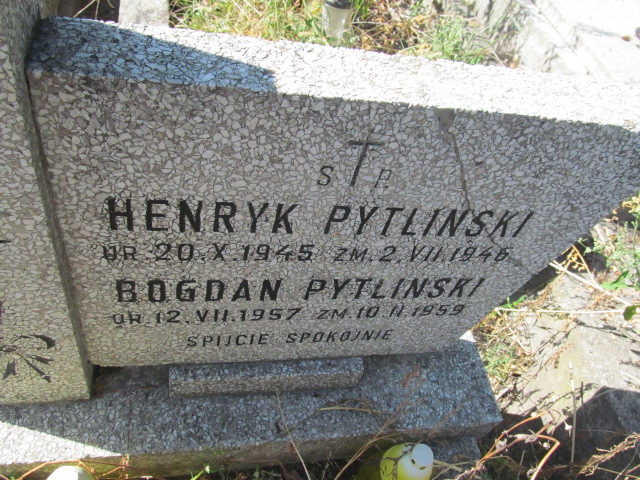 S P.
HENRYK PYTLINSKI
UR. 20.X.1945 ZM. 2.VII.1946
BOGDAN PYTLINSKI
UR. 12.VII.1957 ZM. 10.II.1959
SPIJCIE SPOKOJNIE